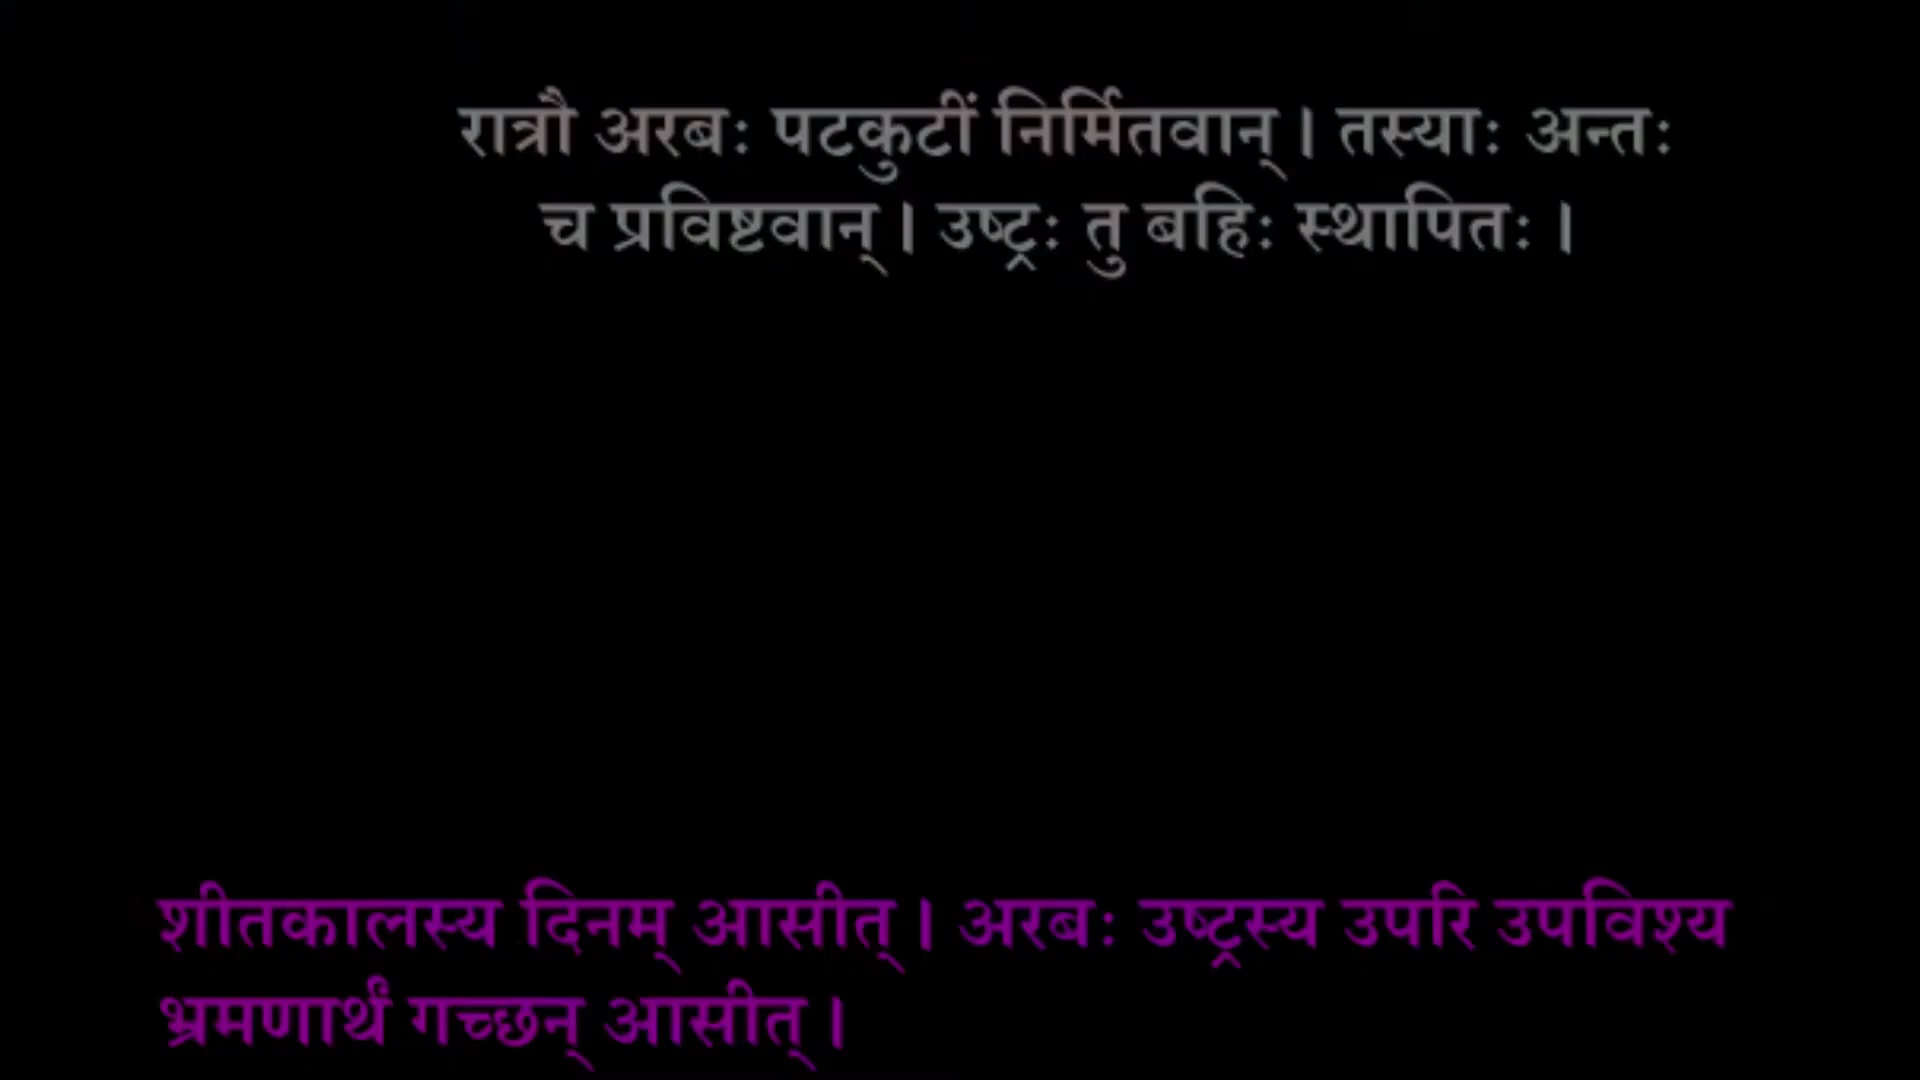 रात्रौ अरबः पटकुटीं निर्मितवान् । तस्याः अन्तः
च प्रविष्टवान् । उष्ट्रः तु बहिः स्थापितः ।
शीतकालस्य दिनम् आसीत् । अरबः उष्ट्रस्य उपरि उपविश्य
भ्रमणार्थं गच्छन् आसीत् ।